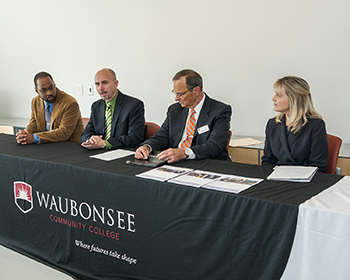 WAUBONSEE
COMMUNITY COLLEGE
Where futures take shape